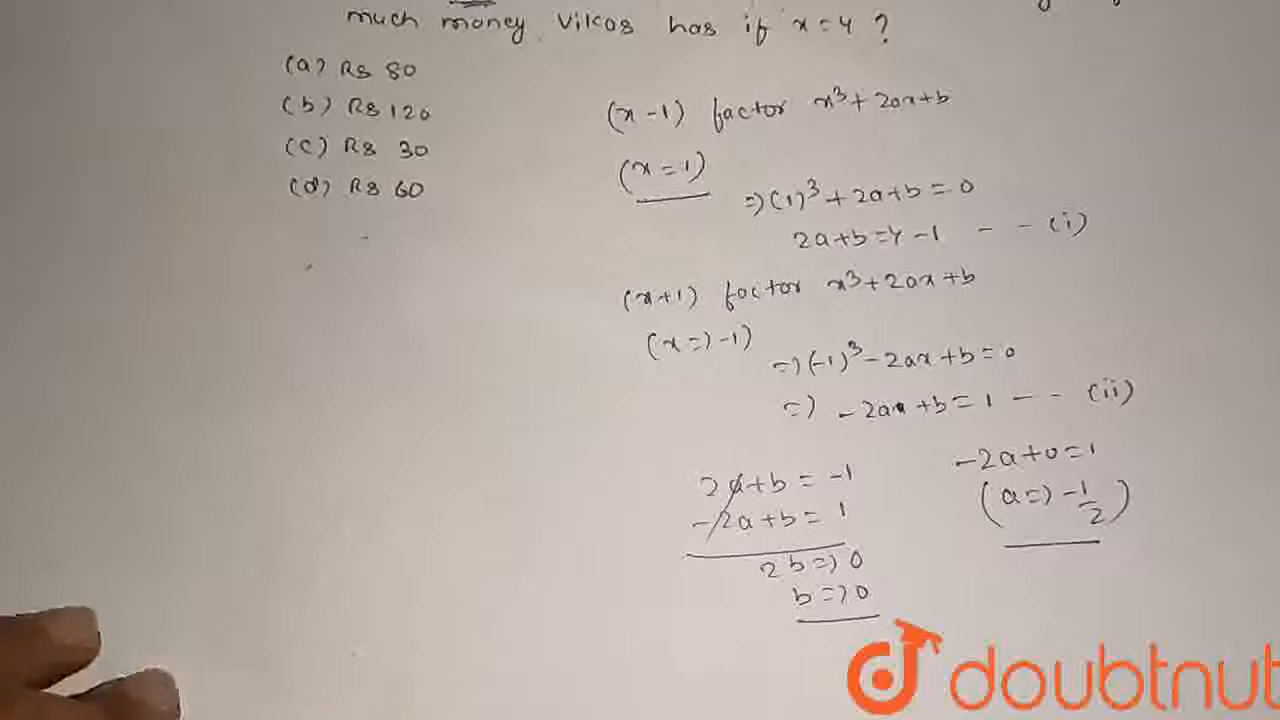 much money Vikas has if x = 4 ?
(a) Rs 80
(b) Rs 120
(c) Rs 30
(d) Rs 60
(x-1) factor x³+2ax+b
(x=1)
=>(1)³+2a+b=0
2a+b=-1 - - (i)
(x+1) factor x³+2ax+b
(x=>-1)
=>(-1)³-2ax+b=0
=> -2a+b=1 - - (ii)
2a+b=-1
-2a+b=1
2b=>0
b=>0
-2a+0=1
(a=>-1/2)
doubtnut